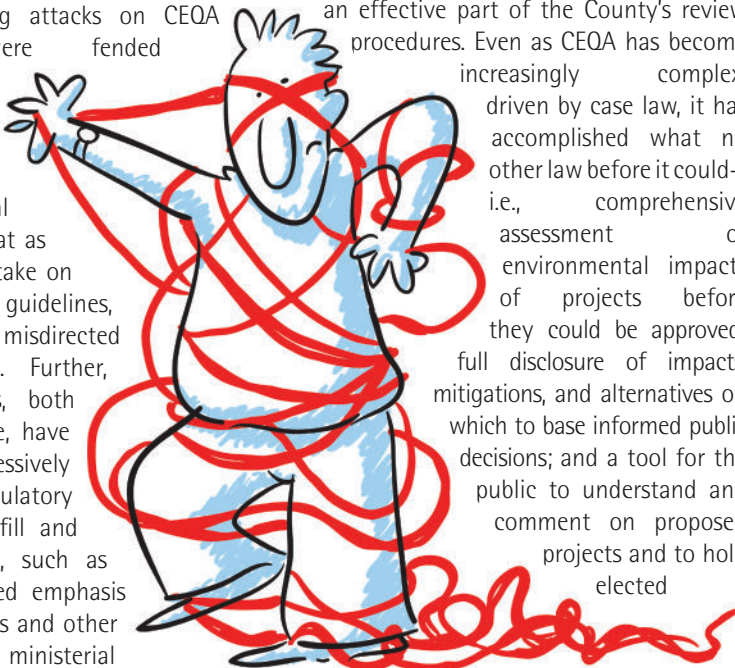 g attacks on CEQA
ere fended
al
at as
take on
guidelines,
misdirected
. Further,
s, both
e, have
essively
ulatory
fill and
, such as
ed emphasis
s and other
ministerial
an effective part of the County's review
procedures. Even as CEQA has becom
increasingly complex
driven by case law, it ha
accomplished what n
other law before it could-
i.e., comprehensiv
assessment o
environmental impact
of projects befor
they could be approved
full disclosure of impact
mitigations, and alternatives o
which to base informed publi
decisions; and a tool for th
public to understand an
comment on propose
projects and to hol
elected